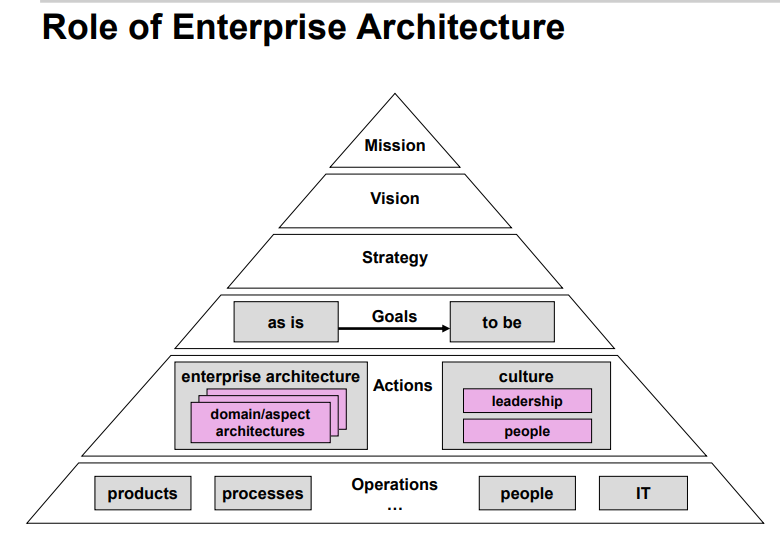 Role of Enterprise Architecture
Mission
Vision
Strategy
as is
Goals
to be
enterprise architecture
domain/aspect
architectures
Actions
culture
leadership
people
products
processes
Operations
...
people
IT